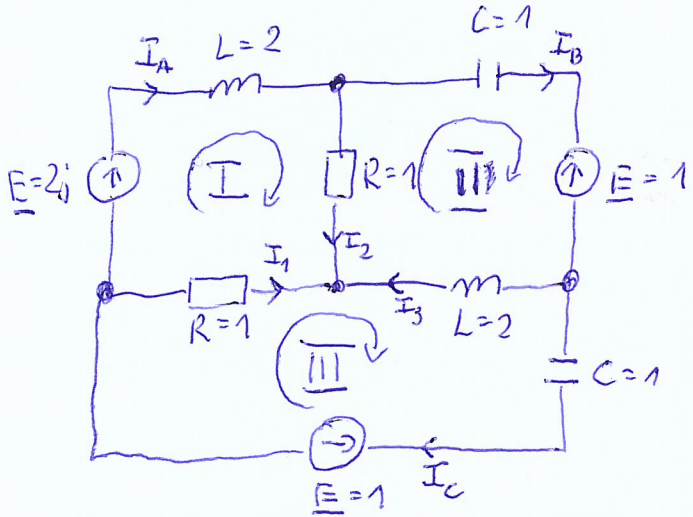 C=1
L=2
I_A
I_B
E=2j
I
R=1
II
E=1
I_1
I_2
I_3
R=1
L=2
III
C=1
E=1
I_C